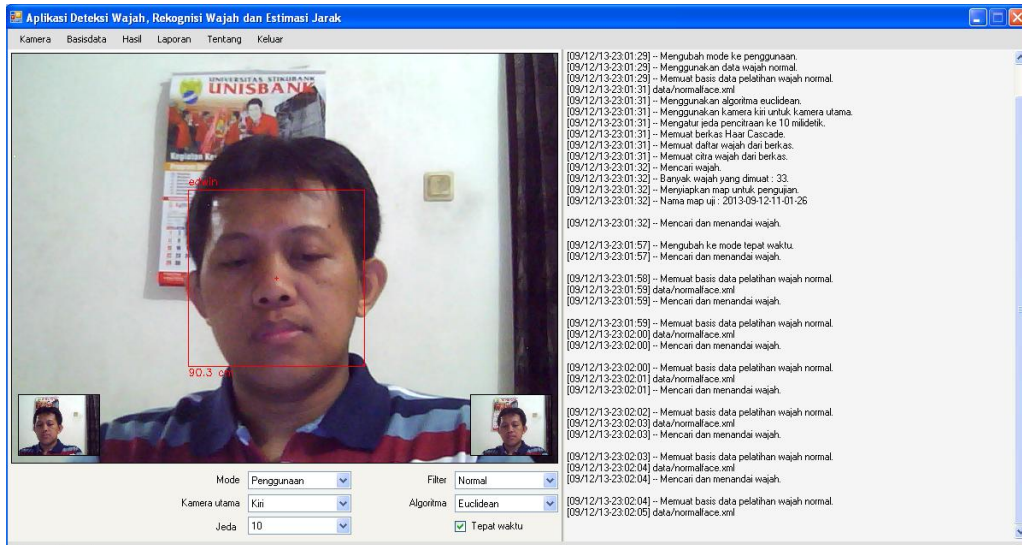 Aplikasi Deteksi Wajah, Rekognisi Wajah dan Estimasi Jarak
Kamera Basisdata Hasil Laporan Tentang Keluar
UNIVERSITAS STIKUBANK
UNISBANK
edwin
90.3 cm
Mode Penggunaan
Filter Normal
Kamera utama Kiri
Algoritma Euclidean
Jeda 10
Tepat waktu
[09/12/13-23:01:29] -- Mengubah mode ke penggunaan.
[09/12/13-23:01:29] -- Menggunakan data wajah normal.
[09/12/13-23:01:29] -- Memuat basis data pelatihan wajah normal.
[09/12/13-23:01:31] data/normalface.xml
[09/12/13-23:01:31] -- Menggunakan algoritma euclidean.
[09/12/13-23:01:31] -- Menggunakan kamera kiri untuk kamera utama.
[09/12/13-23:01:31] -- Mengatur jeda pencitraan ke 10 milidetik.
[09/12/13-23:01:31] -- Memuat berkas Haar Cascade.
[09/12/13-23:01:31] -- Memuat daftar wajah dari berkas.
[09/12/13-23:01:31] -- Memuat citra wajah dari berkas.
[09/12/13-23:01:32] -- Mencari wajah.
[09/12/13-23:01:32] -- Banyak wajah yang dimuat : 33.
[09/12/13-23:01:32] -- Menyiapkan map untuk pengujian.
[09/12/13-23:01:32] -- Nama map uji : 2013-09-12-11-01-26
[09/12/13-23:01:32] -- Mencari dan menandai wajah.
[09/12/13-23:01:57] -- Mengubah ke mode tepat waktu.
[09/12/13-23:01:57] -- Mencari dan menandai wajah.
[09/12/13-23:01:58] -- Memuat basis data pelatihan wajah normal.
[09/12/13-23:01:59] data/normalface.xml
[09/12/13-23:01:59] -- Mencari dan menandai wajah.
[09/12/13-23:01:59] -- Memuat basis data pelatihan wajah normal.
[09/12/13-23:02:00] data/normalface.xml
[09/12/13-23:02:00] -- Mencari dan menandai wajah.
[09/12/13-23:02:00] -- Memuat basis data pelatihan wajah normal.
[09/12/13-23:02:01] data/normalface.xml
[09/12/13-23:02:01] -- Mencari dan menandai wajah.
[09/12/13-23:02:02] -- Memuat basis data pelatihan wajah normal.
[09/12/13-23:02:03] data/normalface.xml
[09/12/13-23:02:03] -- Mencari dan menandai wajah.
[09/12/13-23:02:03] -- Memuat basis data pelatihan wajah normal.
[09/12/13-23:02:04] data/normalface.xml
[09/12/13-23:02:04] -- Mencari dan menandai wajah.
[09/12/13-23:02:04] -- Memuat basis data pelatihan wajah normal.
[09/12/13-23:02:05] data/normalface.xml